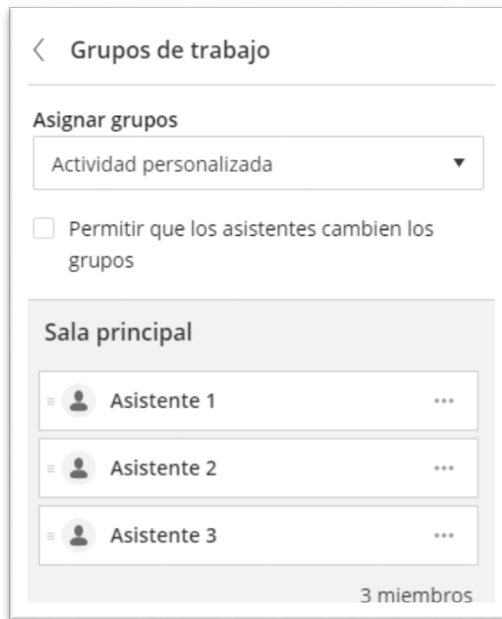 Grupos de trabajo
Asignar grupos
Actividad personalizada
Permitir que los asistentes cambien los
grupos
Sala principal
Asistente 1
Asistente 2
Asistente 3
3 miembros